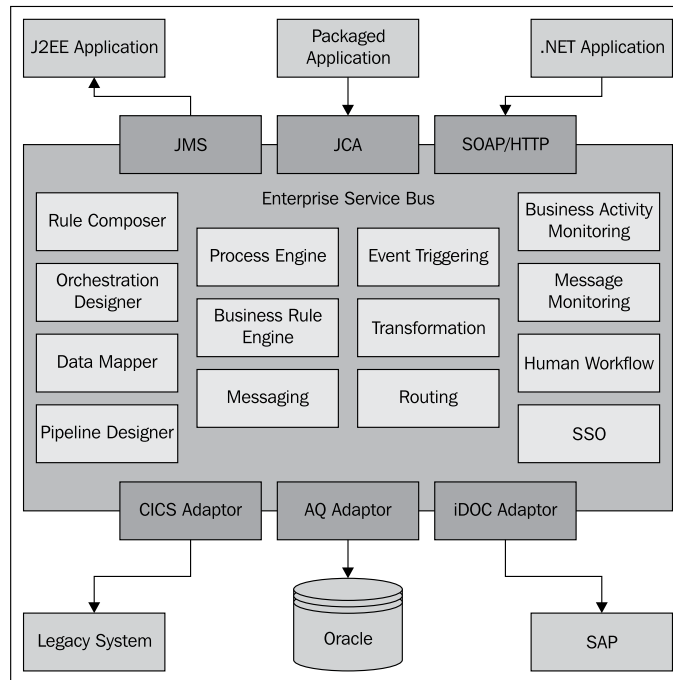 J2EE Application
Packaged
Application
.NET Application
JMS
JCA
SOAP/HTTP
Enterprise Service Bus
Rule Composer
Orchestration
Designer
Data Mapper
Pipeline Designer
Process Engine
Business Rule
Engine
Messaging
Event Triggering
Transformation
Routing
Business Activity
Monitoring
Message
Monitoring
Human Workflow
SSO
CICS Adaptor
AQ Adaptor
iDOC Adaptor
Legacy System
Oracle
SAP